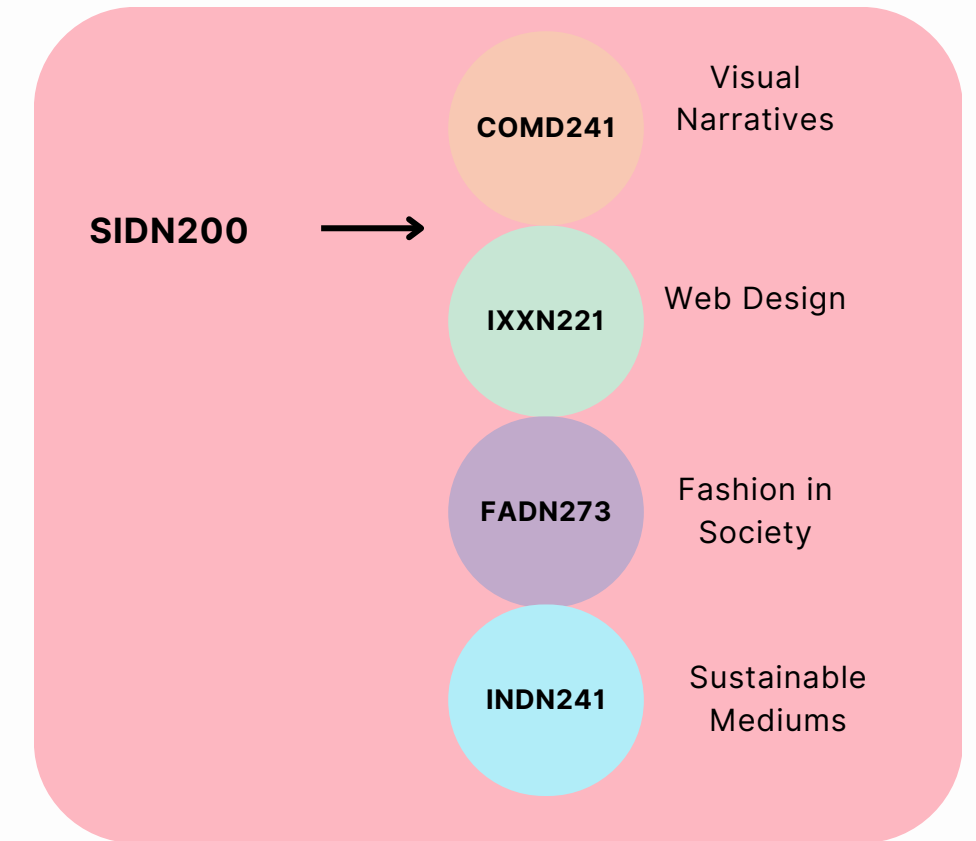 SIDN200
COMD241
Visual
Narratives
IXXN221
Web Design
FADN273
Fashion in
Society
INDN241
Sustainable
Mediums